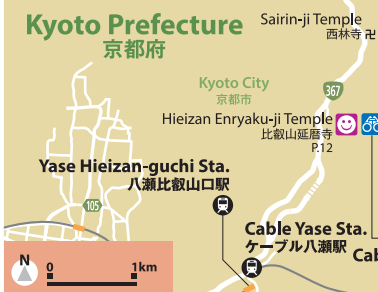 Kyoto Prefecture
京都府
Sairin-ji Temple
西林寺 卍
Kyoto City
京都市
367
Hieizan Enryaku-ji Temple
比叡山延暦寺
P.12
Yase Hieizan-guchi Sta.
八瀬比叡山口駅
105
Cable Yase Sta.
ケーブル八瀬駅
Cab
N
0 1km